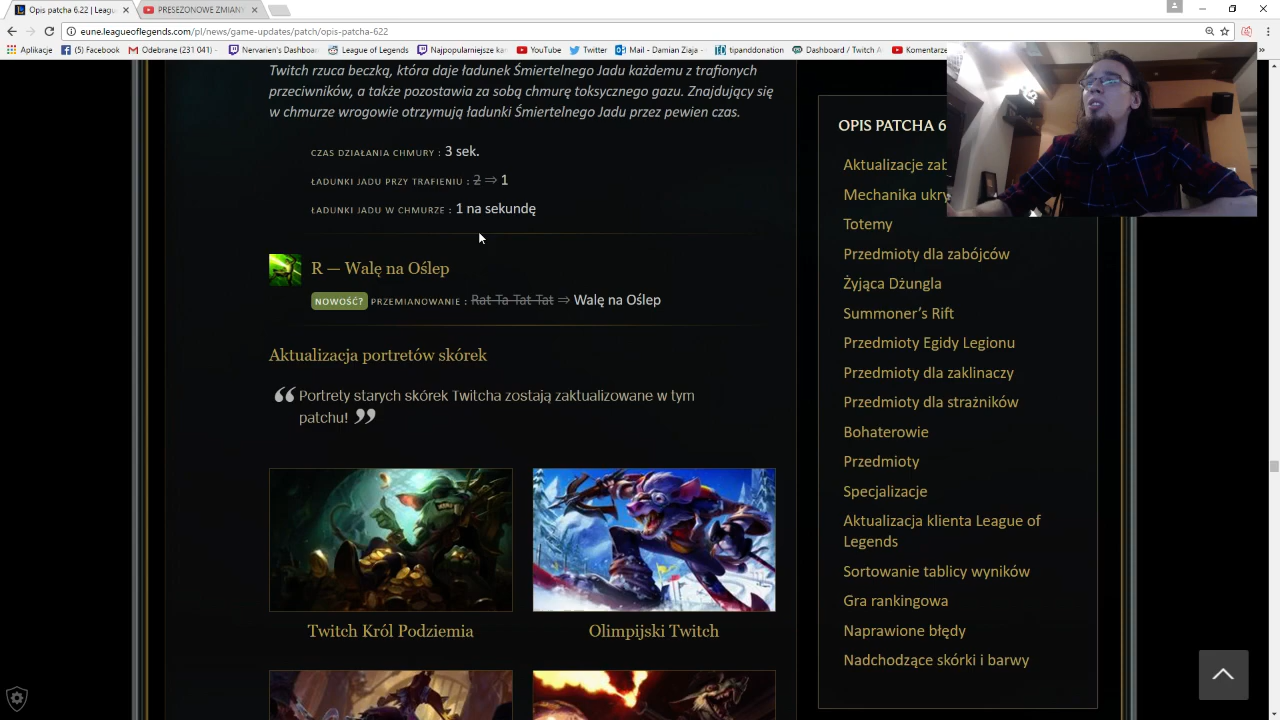 Opis patcha 6.22
PRESEZONOWE ZMIAN
eune.leagueoflegends.com/pl/news/game-updates/patch/opis-patcha-622
Aplikacje
(5) Facebook
Odebrane (231 041) -
Nervarien's Dashboa
League of Legends
Najpopularniejsze kan
YouTube
Twitter
Mail - Damian Ziaja -
tipanddonation
Dashboard / Twitch
Komentarze
Twitch rzuca beczką, która daje ładunek Śmiertelnego Jadu każdemu z trafionych
przeciwników, a także pozostawia za sobą chmurę toksycznego gazu. Znajdujący się
w chmurze wrogowie otrzymują ładunki Śmiertelnego Jadu przez pewien czas.
CZAS DZIAŁANIA CHMURY : 3 sek.
ŁADUNKI JADU PRZY TRAFIENIU : 2 ⇒ 1
ŁADUNKI JADU W CHMURZE : 1 na sekundę
R — Walę na Oślep
NOWOŚĆ? PRZEMIANOWANIE : Rat-Ta-Tat-Tat ⇒ Walę na Oślep
Aktualizacja portretów skórek
“ Portrety starych skórek Twitcha zostają zaktualizowane w tym
patchu! ”
Twitch Król Podziemia
Olimpijski Twitch
OPIS PATCHA 6
Aktualizacje zab
Mechanika ukry
Totemy
Przedmioty dla zabójców
Żyjąca Dżungla
Summoner’s Rift
Przedmioty Egidy Legionu
Przedmioty dla zaklinaczy
Przedmioty dla strażników
Bohaterowie
Przedmioty
Specjalizacje
Aktualizacja klienta League of
Legends
Sortowanie tablicy wyników
Gra rankingowa
Naprawione błędy
Nadchodzące skórki i barwy